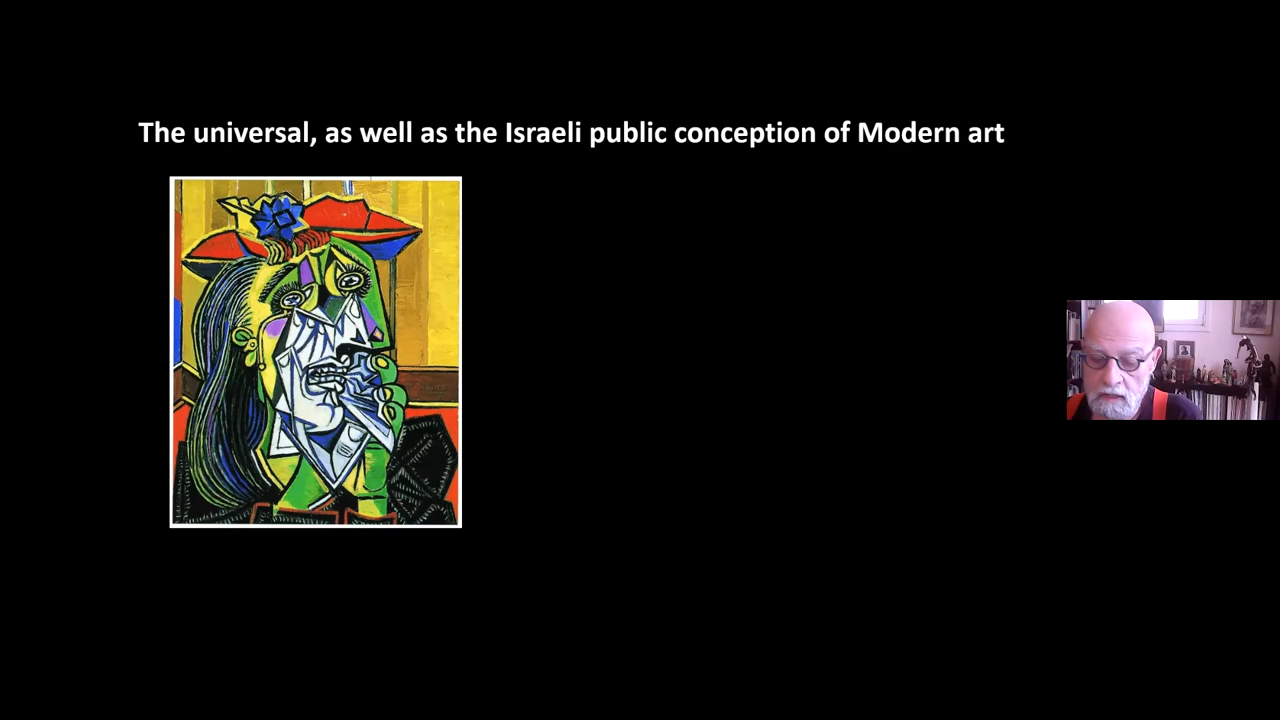 The universal, as well as the Israeli public conception of Modern art